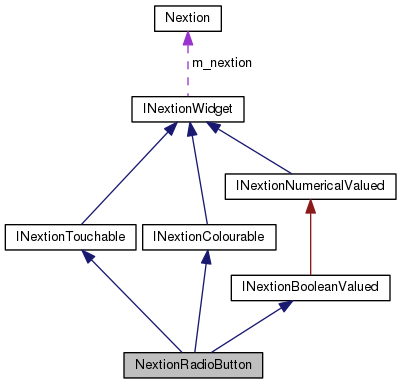 Nextion
m_nextion
INextionWidget
INextionNumericalValued
INextionTouchable
INextionColourable
INextionBooleanValued
NextionRadioButton